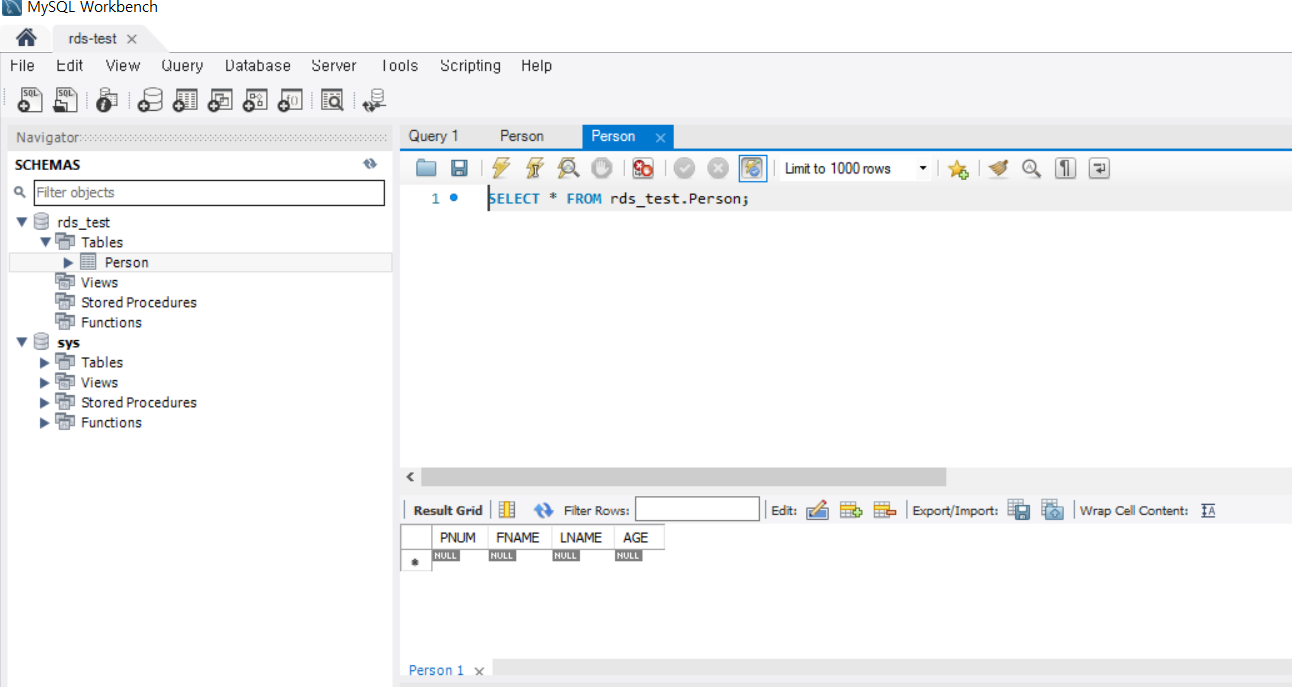 MySQL Workbench
rds-test
File Edit View Query Database Server Tools Scripting Help
Navigator
SCHEMAS
Filter objects
rds_test
Tables
Person
Views
Stored Procedures
Functions
sys
Tables
Views
Stored Procedures
Functions
Query 1 Person Person
Limit to 1000 rows
1 SELECT * FROM rds_test.Person;
Result Grid Filter Rows: Edit: Export/Import: Wrap Cell Content:
PNUM FNAME LNAME AGE
NULL NULL NULL NULL
Person 1